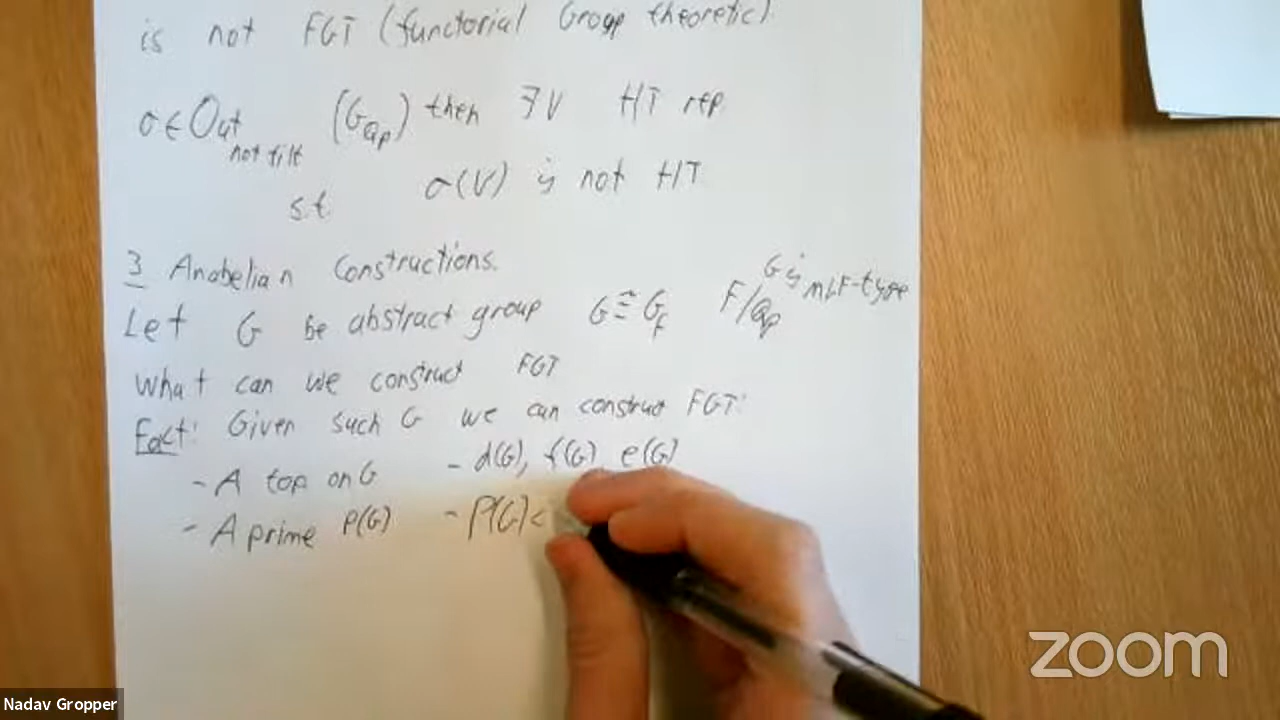 is not FGT (functorial Group theoretic)
σ ∈ Out not tilt (G_Qp) then ∃V HT rep
s.t. σ(V) is not HT
3 Anabelian Constructions.
Let G be abstract group G ≅ G_F F/Qp G is MLF-type
What can we construct FGT
Fact: Given such G we can construct FGT:
- A top on G - d(G), f(G), e(G)
- A prime P(G) - P(G) <
zoom
Nadav Gropper